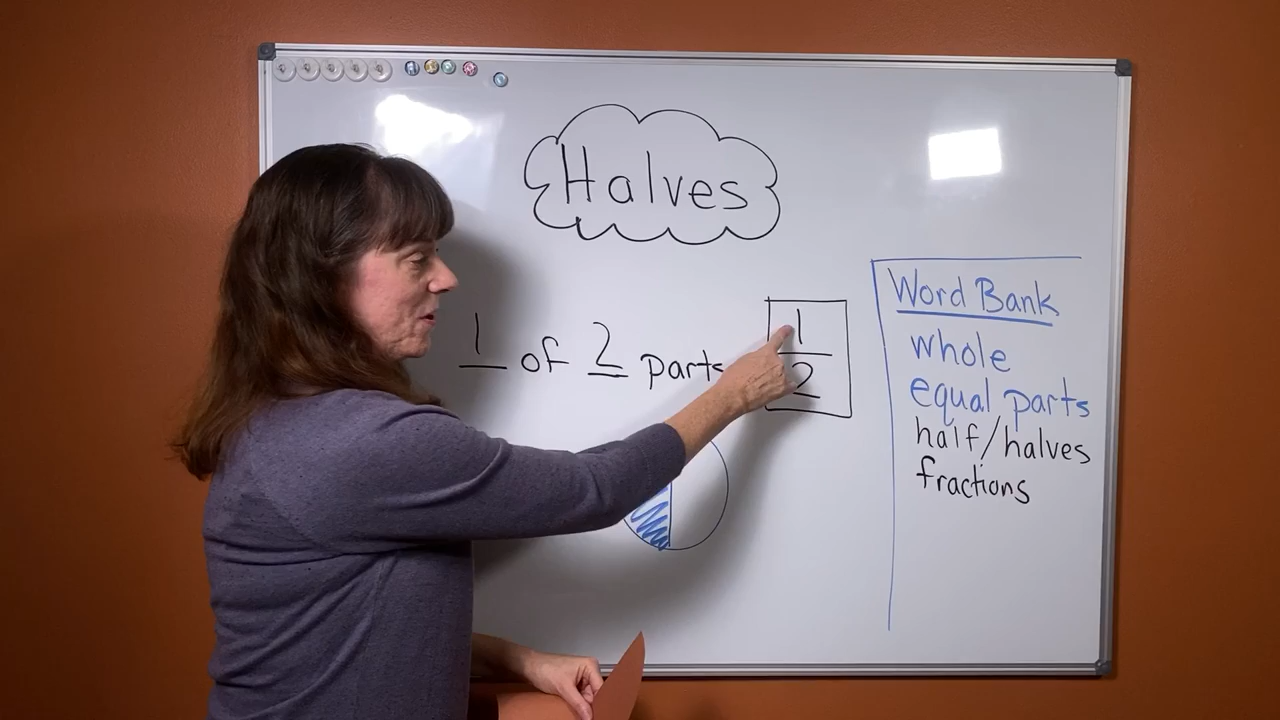 Halves
1 of 2 parts
1
2
Word Bank
whole
equal parts
half/halves
fractions